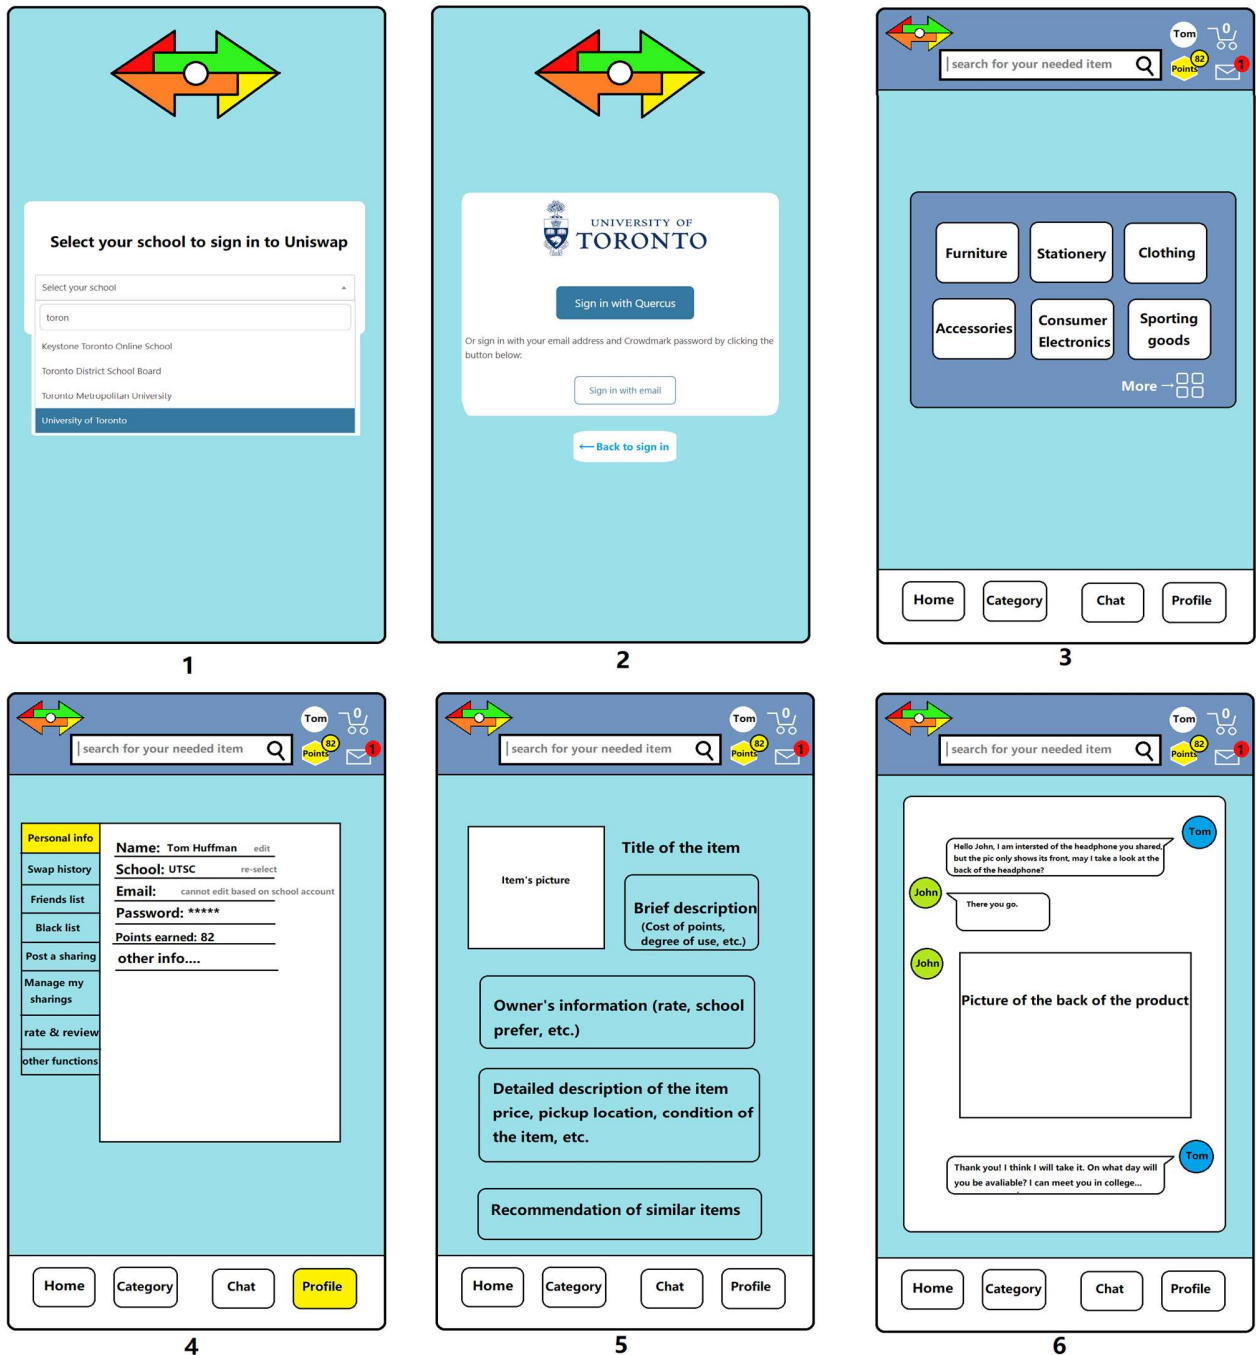 Select your school to sign in to Uniswap
Select your school
toron
Keystone Toronto Online School
Toronto District School Board
Toronto Metropolitan University
University of Toronto
1
UNIVERSITY OF
TORONTO
Sign in with Quercus
Or sign in with your email address and Crowdmark password by clicking the
button below:
Sign in with email
←Back to sign in
2
Tom
0
search for your needed item
Points
82
1
Furniture
Stationery
Clothing
Accessories
Consumer
Electronics
Sporting
goods
More →
Home
Category
Chat
Profile
3
Tom
0
search for your needed item
Points
82
1
Personal info
Swap history
Friends list
Black list
Post a sharing
Manage my
sharings
rate & review
other functions
Name: Tom Huffman edit
School: UTSC re-select
Email: cannot edit based on school account
Password: *****
Points earned: 82
other info....
Home
Category
Chat
Profile
4
Tom
0
search for your needed item
Points
82
1
Item's picture
Title of the item
Brief description
(Cost of points,
degree of use, etc.)
Owner's information (rate, school
prefer, etc.)
Detailed description of the item
price, pickup location, condition of
the item, etc.
Recommendation of similar items
Home
Category
Chat
Profile
5
Tom
0
search for your needed item
Points
82
1
Tom
Hello John, I am intersted of the headphone you shared,
but the pic only shows its front, may I take a look at the
back of the headphone?
John
There you go.
John
Picture of the back of the product
Tom
Thank you! I think I will take it. On what day will
you be avaliable? I can meet you in college...
Home
Category
Chat
Profile
6